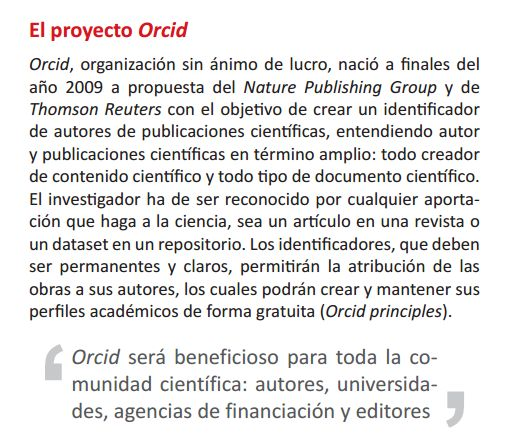 El proyecto Orcid
Orcid, organización sin ánimo de lucro, nació a finales del
año 2009 a propuesta del Nature Publishing Group y de
Thomson Reuters con el objetivo de crear un identificador
de autores de publicaciones científicas, entendiendo autor
y publicaciones científicas en término amplio: todo creador
de contenido científico y todo tipo de documento científico.
El investigador ha de ser reconocido por cualquier aporta-
ción que haga a la ciencia, sea un artículo en una revista o
un dataset en un repositorio. Los identificadores, que deben
ser permanentes y claros, permitirán la atribución de las
obras a sus autores, los cuales podrán crear y mantener sus
perfiles académicos de forma gratuita (Orcid principles).
‘ Orcid será beneficioso para toda la co-
munidad científica: autores, universida-
des, agencias de financiación y editores ’